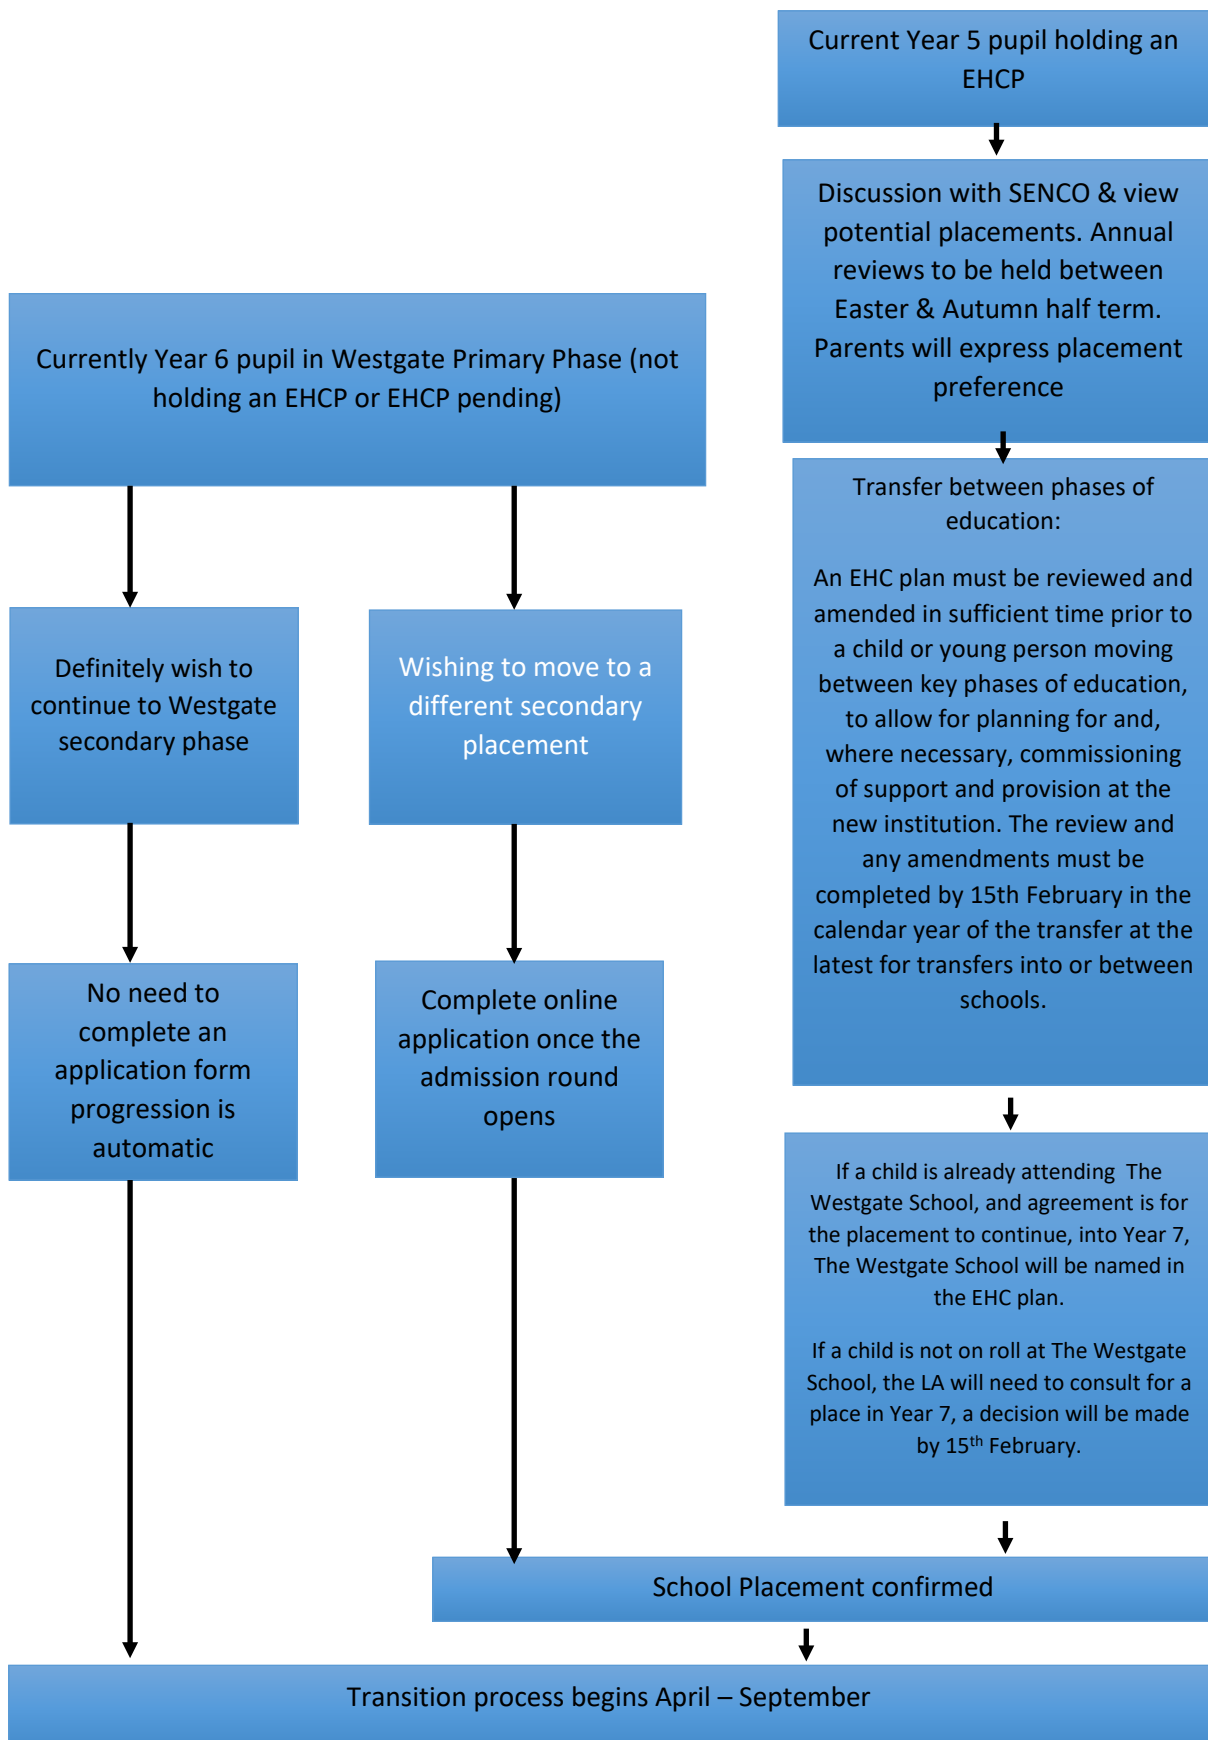 Current Year 5 pupil holding an
EHCP
Discussion with SENCO & view
potential placements. Annual
reviews to be held between
Easter & Autumn half term.
Parents will express placement
preference
Currently Year 6 pupil in Westgate Primary Phase (not
holding an EHCP or EHCP pending)
Transfer between phases of
education:
An EHC plan must be reviewed and
amended in sufficient time prior to
a child or young person moving
between key phases of education,
to allow for planning for and,
where necessary, commissioning
of support and provision at the
new institution. The review and
any amendments must be
completed by 15th February in the
calendar year of the transfer at the
latest for transfers into or between
schools.
Definitely wish to
continue to Westgate
secondary phase
Wishing to move to a
different secondary
placement
No need to
complete an
application form
progression is
automatic
Complete online
application once the
admission round
opens
If a child is already attending  The
Westgate School, and agreement is for
the placement to continue, into Year 7,
The Westgate School will be named in
the EHC plan.
If a child is not on roll at The Westgate
School, the LA will need to consult for a
place in Year 7, a decision will be made
by 15th February.
School Placement confirmed
Transition process begins April – September